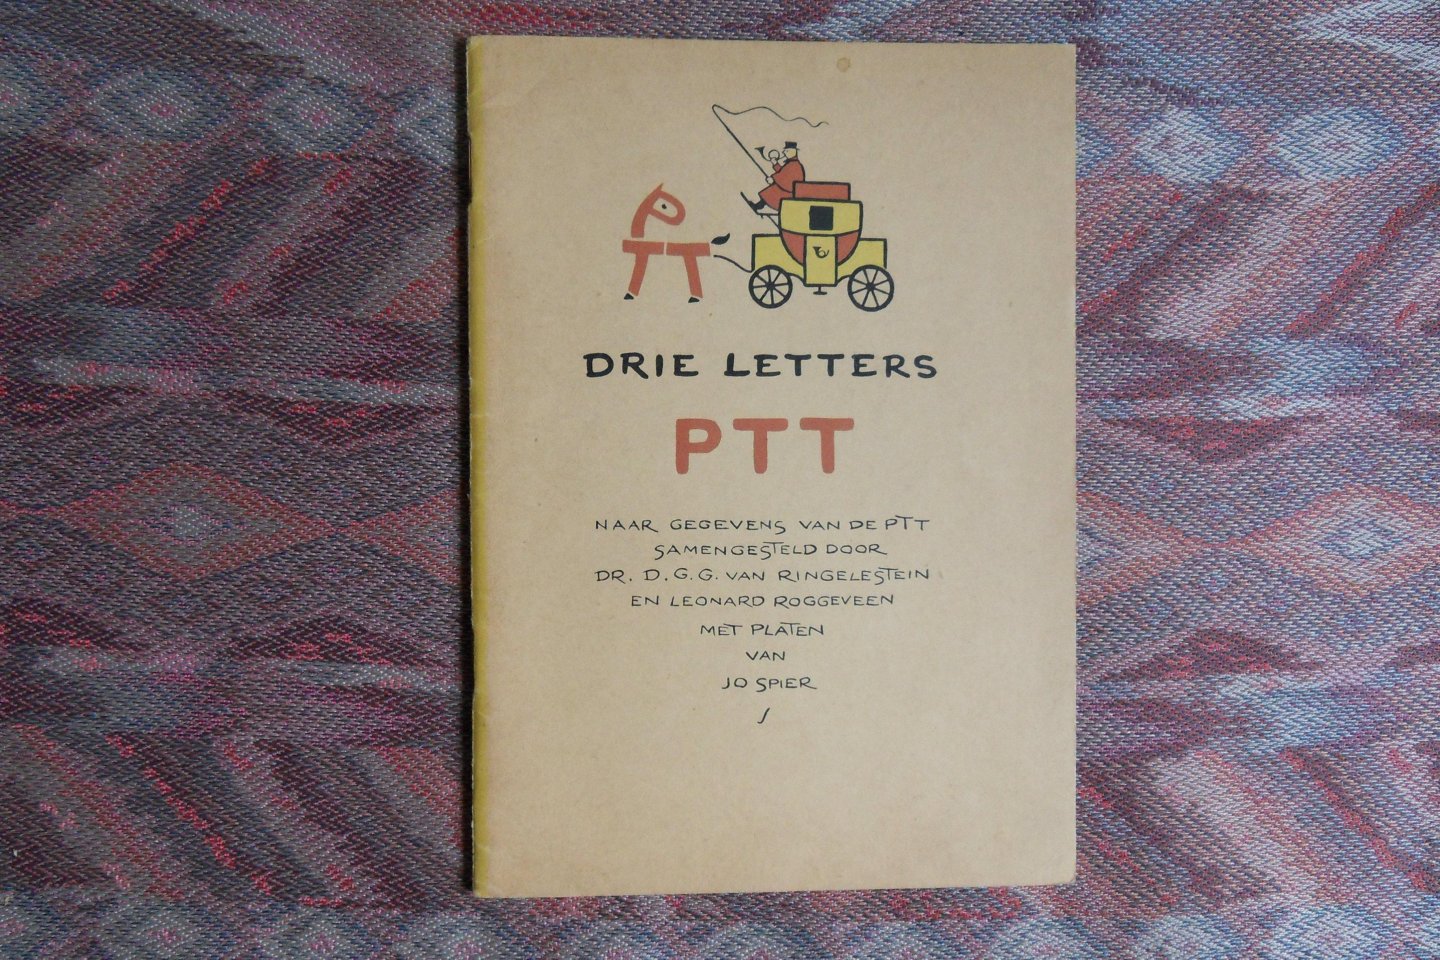 DRIE LETTERS
PTT
NAAR GEGEVENS VAN DE PTT
SAMENGESTELD DOOR
DR. D.G.G. VAN RINGELESTEIN
EN LEONARD ROGGEVEEN
MET PLATEN
VAN
JO SPIER